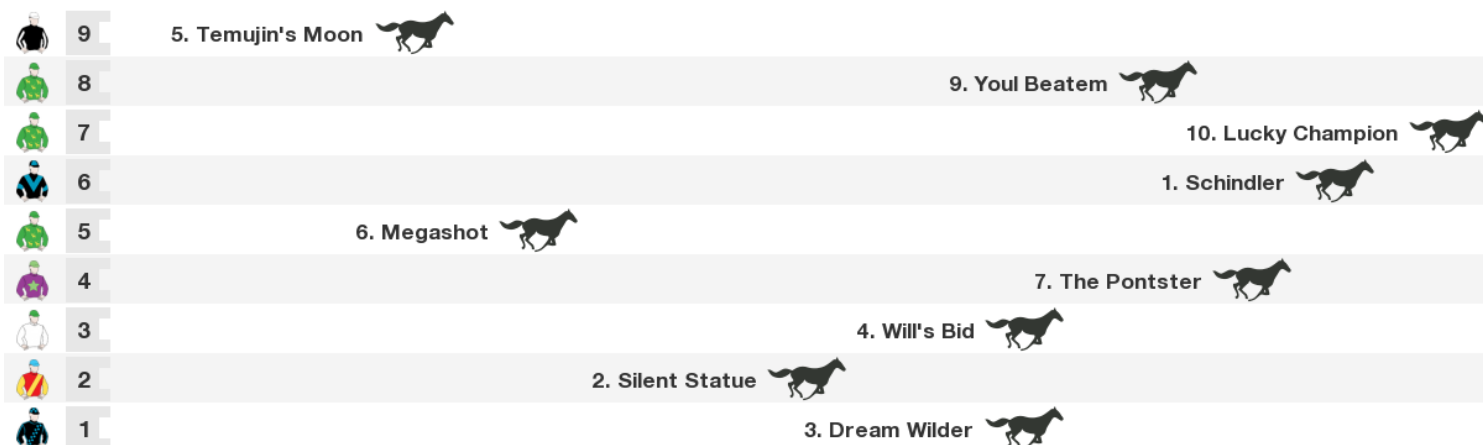 9 5. Temujin's Moon
8 9. Youl Beatem
7 10. Lucky Champion
6 1. Schindler
5 6. Megashot
4 7. The Pontster
3 4. Will's Bid
2 2. Silent Statue
1 3. Dream Wilder